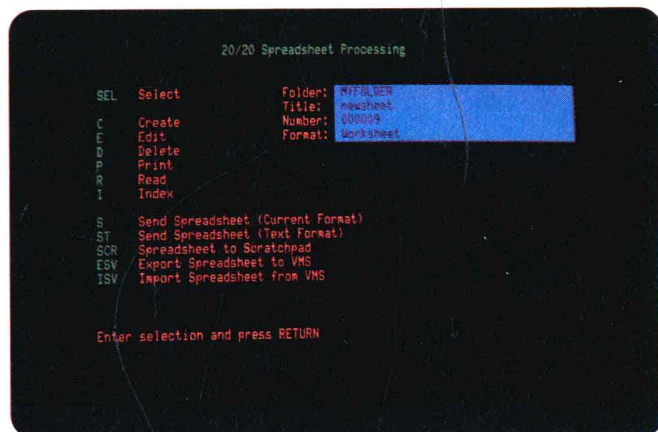 20/20 Spreadsheet Processing
SEL Select Folder: MYFOLDER
Title: newsheet
C Create Number: 000009
E Edit Format: Worksheet
D Delete
P Print
R Read
I Index
S Send Spreadsheet (Current Format)
ST Send Spreadsheet (Text Format)
SCR Spreadsheet to Scratchpad
ESV Export Spreadsheet to VMS
ISV Import Spreadsheet from VMS
Enter selection and press RETURN